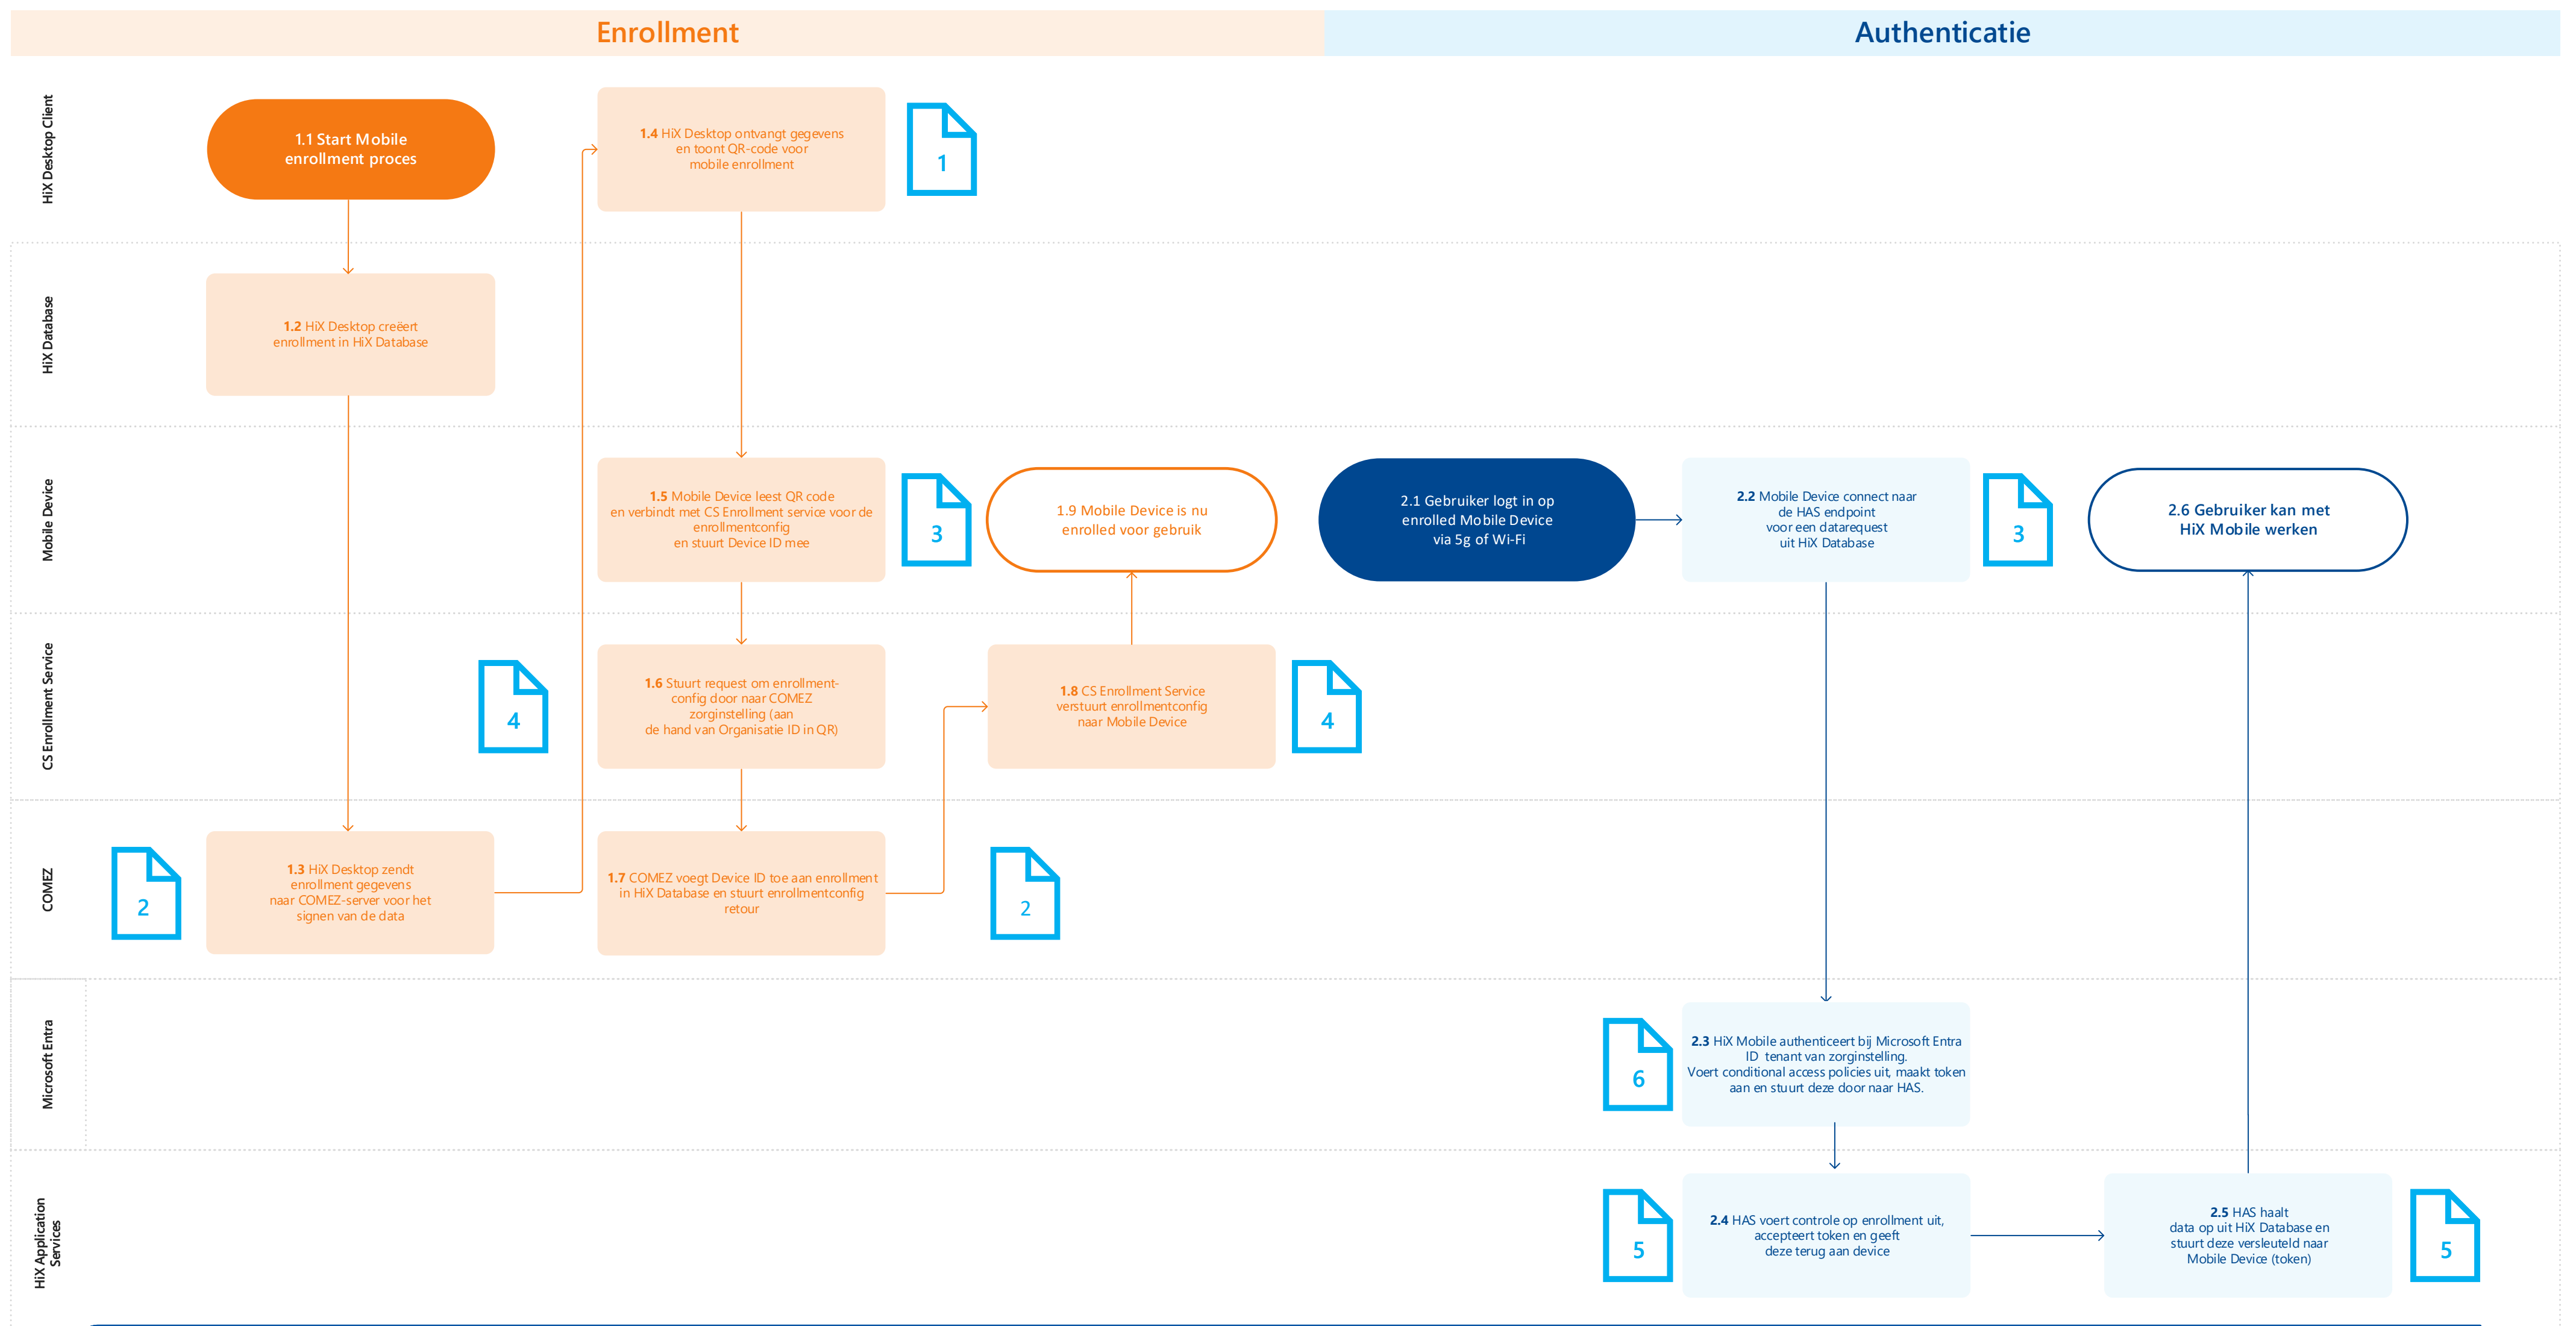 Enrollment
Authenticatie
HiX Desktop Client
1.1 Start Mobile
enrollment proces
1.4 HiX Desktop ontvangt gegevens
en toont QR-code voor
mobile enrollment
1
HiX Database
1.2 HiX Desktop creëert
enrollment in HiX Database
Mobile Device
1.5 Mobile Device leest QR code
en verbindt met CS Enrollment service voor de
enrollmentconfig
en stuurt Device ID mee
3
1.9 Mobile Device is nu
enrolled voor gebruik
2.1 Gebruiker logt in op
enrolled Mobile Device
via 5g of Wi-Fi
2.2 Mobile Device connect naar
de HAS endpoint
voor een datarequest
uit HiX Database
3
2.6 Gebruiker kan met
HiX Mobile werken
CS Enrollment Service
4
1.6 Stuurt request om enrollment-
config door naar COMEZ
zorginstelling (aan
de hand van Organisatie ID in QR)
1.8 CS Enrollment Service
verstuurt enrollmentconfig
naar Mobile Device
4
COMEZ
2
1.3 HiX Desktop zendt
enrollment gegevens
naar COMEZ-server voor het
signen van de data
1.7 COMEZ voegt Device ID toe aan enrollment
in HiX Database en stuurt enrollmentconfig
retour
2
Microsoft Entra
6
2.3 HiX Mobile authenticeert bij Microsoft Entra
ID tenant van zorginstelling.
Voert conditional access policies uit, maakt token
aan en stuurt deze door naar HAS.
HiX Application
Services
5
2.4 HAS voert controle op enrollment uit,
accepteert token en geeft
deze terug aan device
2.5 HAS haalt
data op uit HiX Database en
stuurt deze versleuteld naar
Mobile Device (token)
5